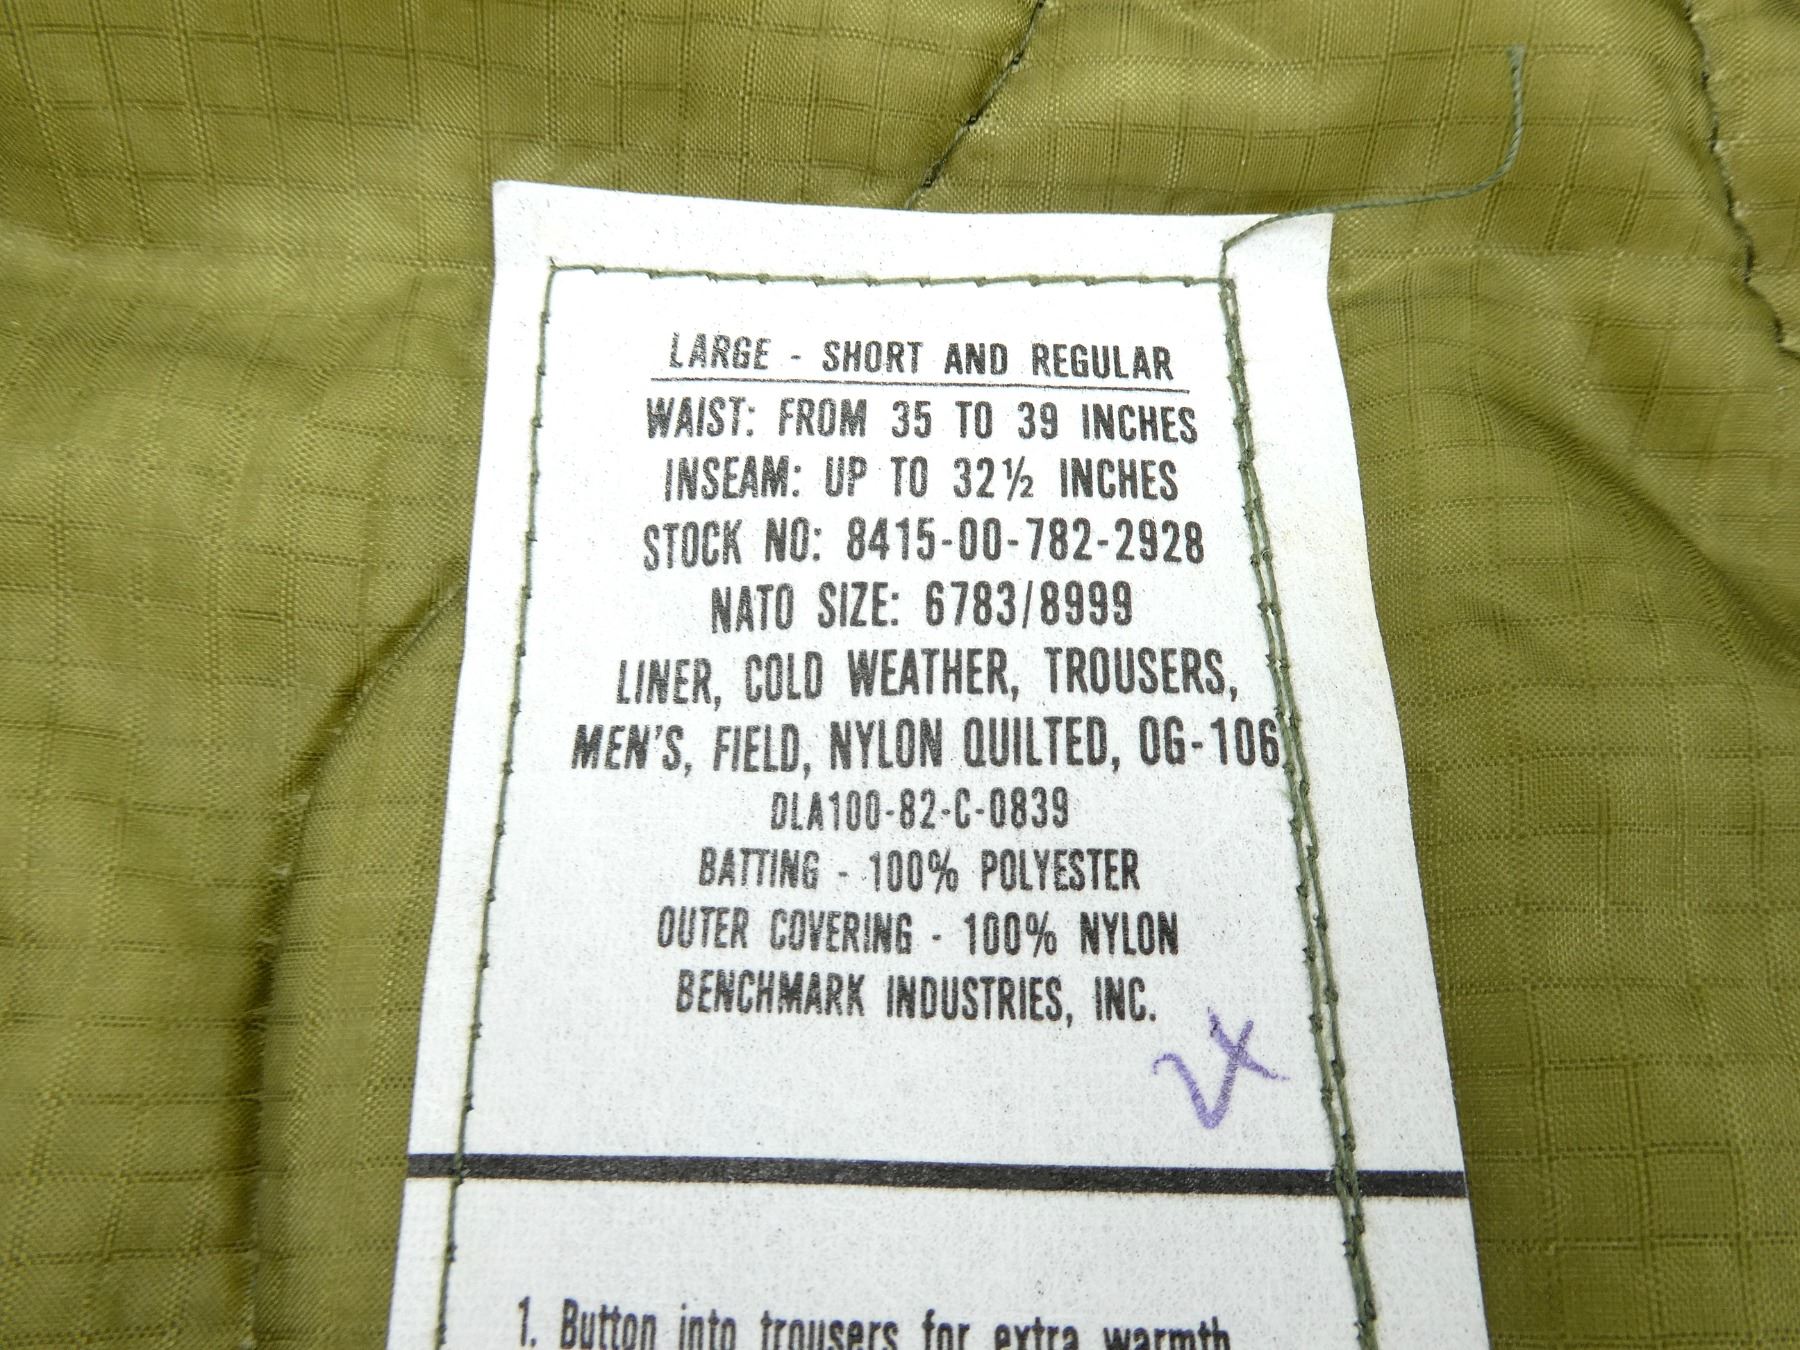 LARGE - SHORT AND REGULAR
WAIST: FROM 35 TO 39 INCHES
INSEAM: UP TO 32½ INCHES
STOCK NO: 8415-00-782-2928
NATO SIZE: 6783/8999
LINER, COLD WEATHER, TROUSERS,
MEN'S, FIELD, NYLON QUILTED, OG-106
DLA100-82-C-0839
BATTING - 100% POLYESTER
OUTER COVERING - 100% NYLON
BENCHMARK INDUSTRIES, INC.
1. Button into trousers for extra warmth